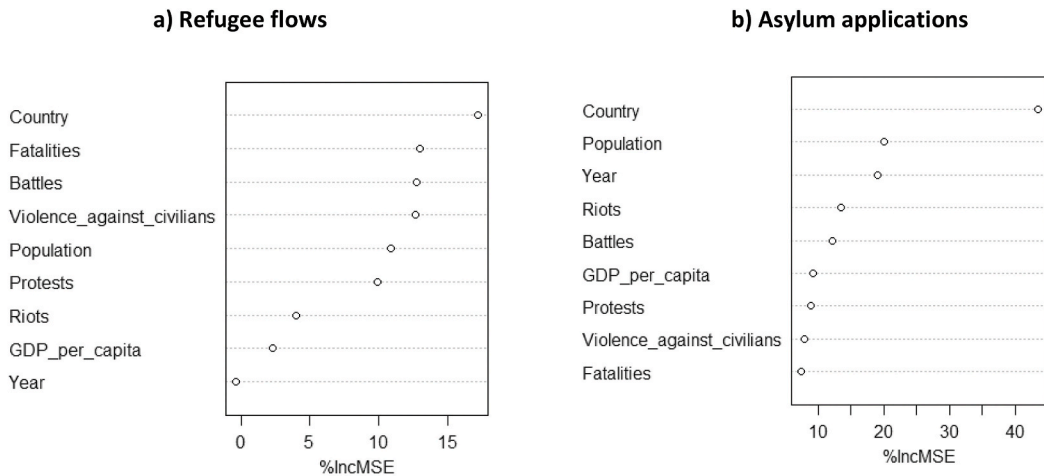 a) Refugee flows
Country
Fatalities
Battles
Violence_against_civilians
Population
Protests
Riots
GDP_per_capita
Year
0 5 10 15
%IncMSE
b) Asylum applications
Country
Population
Year
Riots
Battles
GDP_per_capita
Protests
Violence_against_civilians
Fatalities
10 20 30 40
%IncMSE